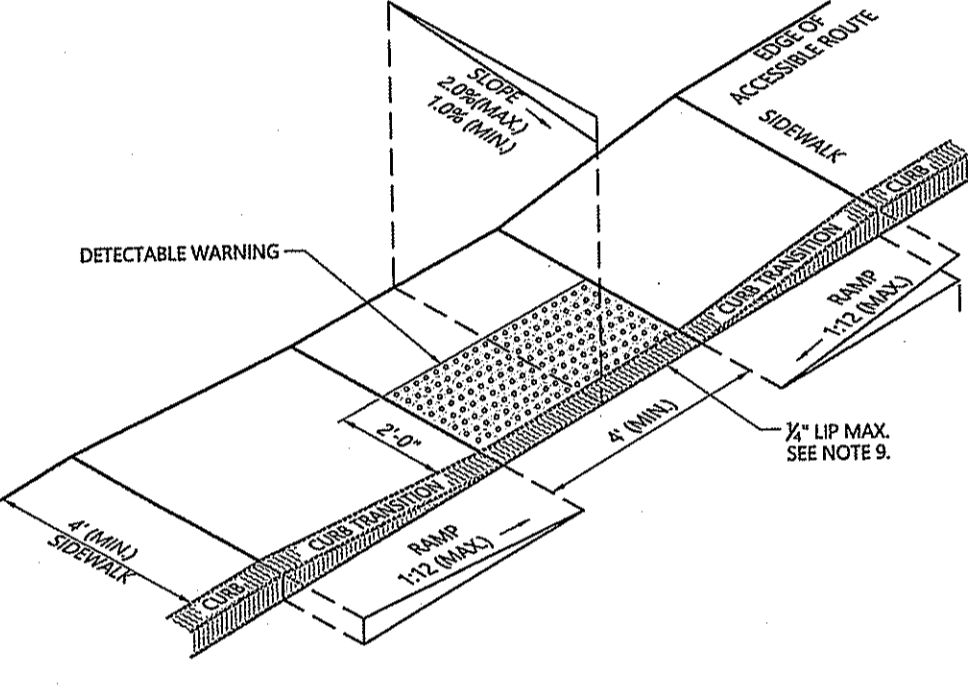 EDGE OF
ACCESSIBLE ROUTE
SLOPE
2.0%(MAX.)
1.0% (MIN.)
SIDEWALK
CURB
CURB TRANSITION
DETECTABLE WARNING
RAMP
1:12 (MAX.)
4' (MIN.)
2'-0"
¼" LIP MAX.
SEE NOTE 9.
CURB TRANSITION
4' (MIN.)
SIDEWALK
RAMP
1:12 (MAX.)
CURB